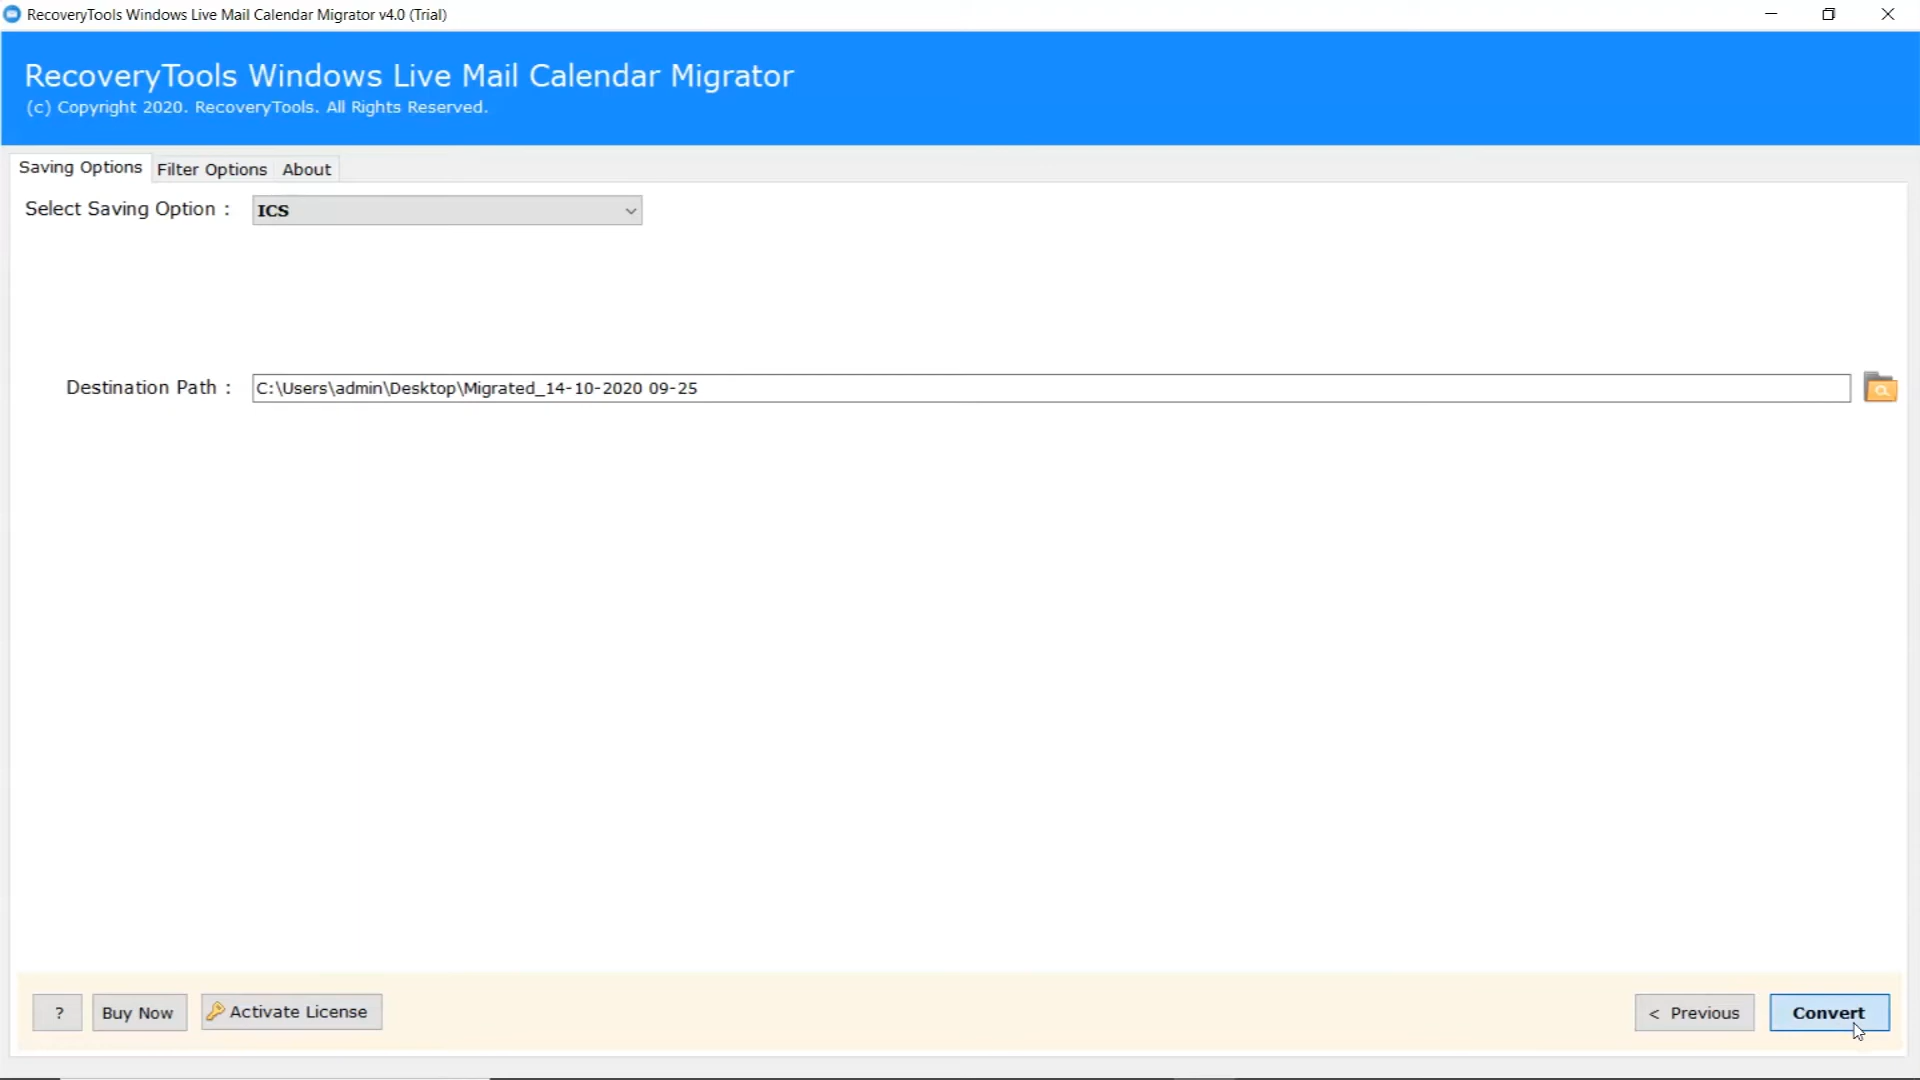 RecoveryTools Windows Live Mail Calendar Migrator v4.0 (Trial)
RecoveryTools Windows Live Mail Calendar Migrator
(c) Copyright 2020. RecoveryTools. All Rights Reserved.
Saving Options Filter Options About
Select Saving Option : ICS
Destination Path : C:\Users\admin\Desktop\Migrated_14-10-2020 09-25
? Buy Now Activate License < Previous Convert